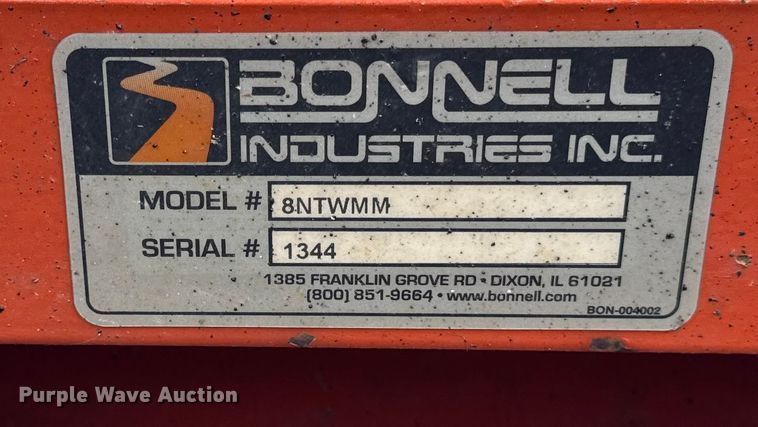 BONNELL
INDUSTRIES INC.
MODEL # 8NTWMM
SERIAL # 1344
1385 FRANKLIN GROVE RD • DIXON, IL 61021
(800) 851-9664 • www.bonnell.com
BON-004002
Purple Wave Auction